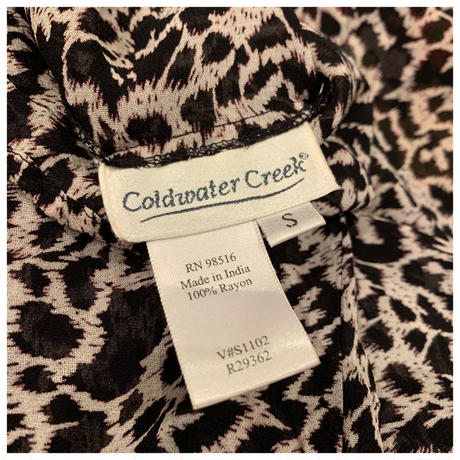 Coldwater Creek®
S
RN 98516
Made in India
100% Rayon
V#S1102
R29362